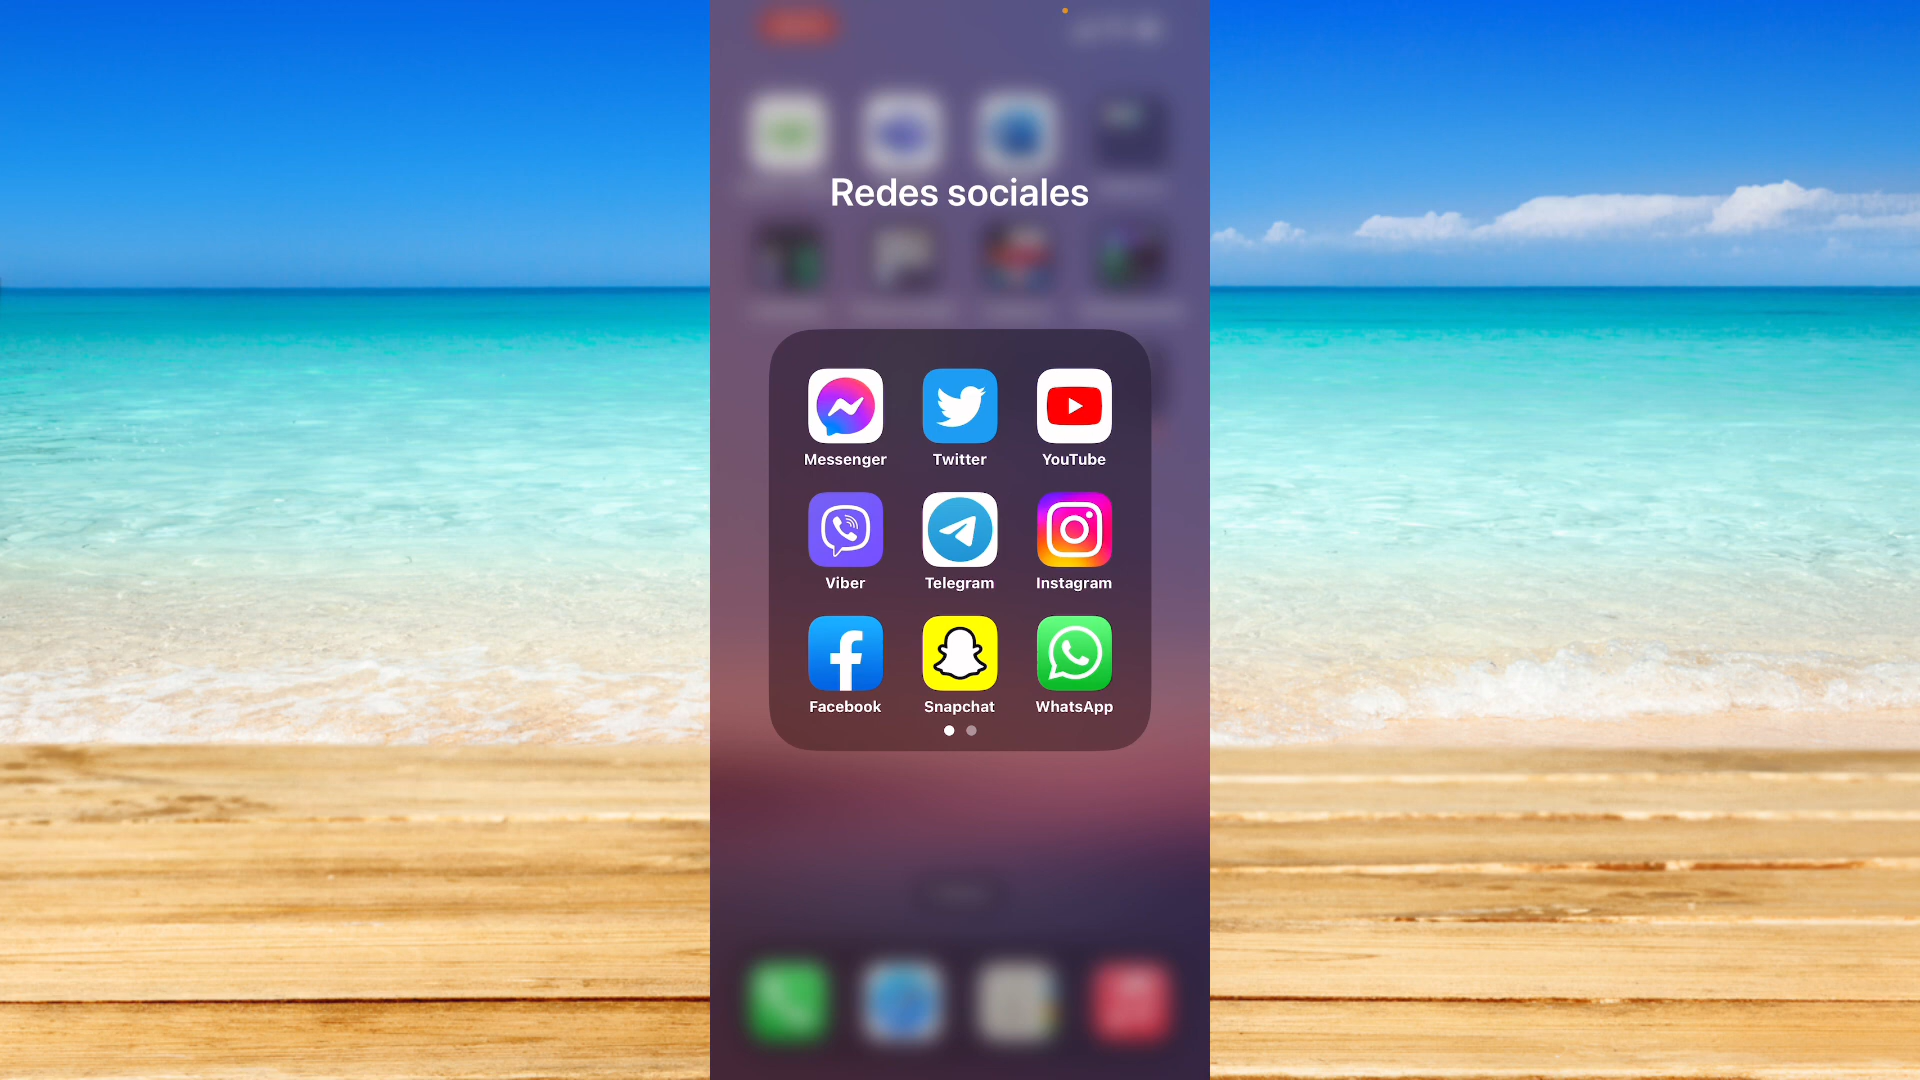 Redes sociales
Messenger
Twitter
YouTube
Viber
Telegram
Instagram
Facebook
Snapchat
WhatsApp